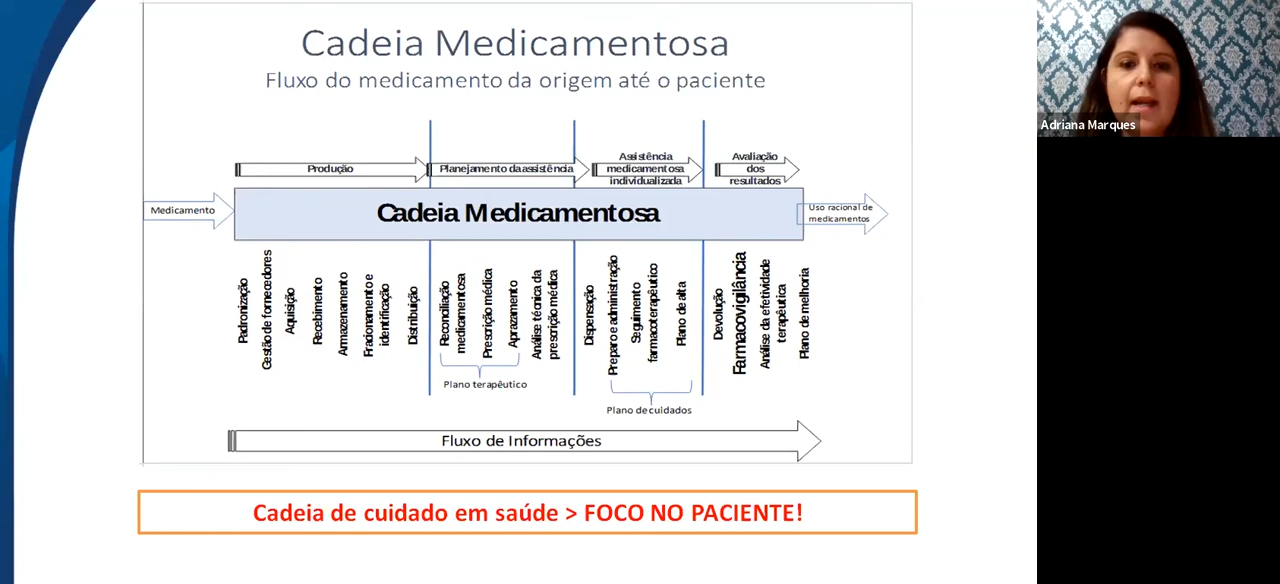 Cadeia Medicamentosa
Fluxo do medicamento da origem até o paciente
Adriana Marques
Produção
Planejamento da assistência
Assistência
medicamentosa
individualizada
Avaliação
dos
resultados
Medicamento
Cadeia Medicamentosa
Uso racional de
medicamentos
Padronização
Gestão de fornecedores
Aquisição
Recebimento
Armazenamento
Fracionamento e
identificação
Distribuição
Reconciliação
medicamentosa
Prescrição médica
Aprazamento
Análise técnica da
prescrição médica
Dispensação
Preparo e administração
Seguimento
farmacoterapêutico
Plano de alta
Devolução
Farmacovigilância
Análise da efetividade
terapêutica
Plano de melhoria
Plano terapêutico
Plano de cuidados
Fluxo de Informações
Cadeia de cuidado em saúde > FOCO NO PACIENTE!